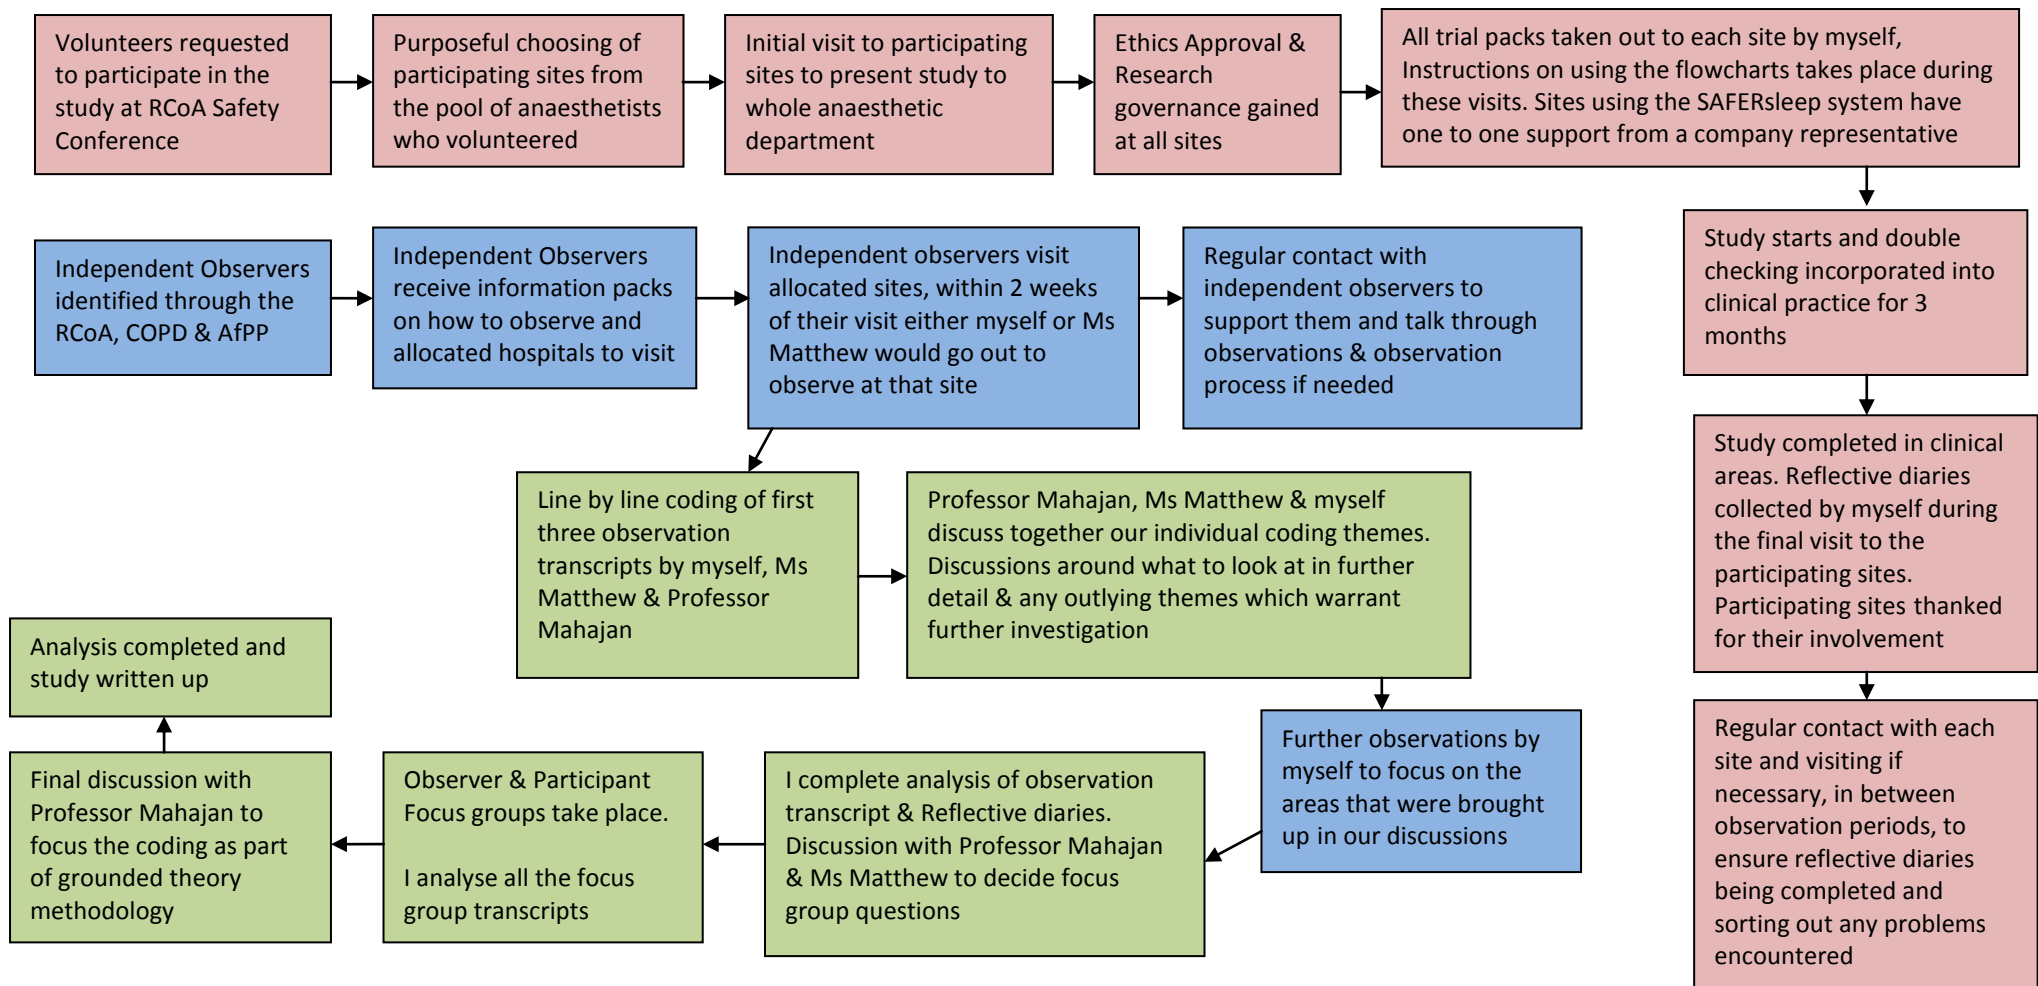 Volunteers requested
to participate in the
study at RCoA Safety
Conference
Purposeful choosing of
participating sites from
the pool of anaesthetists
who volunteered
Initial visit to participating
sites to present study to
whole anaesthetic
department
Ethics Approval &
Research
governance gained
at all sites
All trial packs taken out to each site by myself,
Instructions on using the flowcharts takes place during
these visits. Sites using the SAFERsleep system have
one to one support from a company representative
Study starts and double
checking incorporated into
clinical practice for 3
months
Study completed in clinical
areas. Reflective diaries
collected by myself during
the final visit to the
participating sites.
Participating sites thanked
for their involvement
Regular contact with each
site and visiting if
necessary, in between
observation periods, to
ensure reflective diaries
being completed and
sorting out any problems
encountered
Independent Observers
identified through the
RCoA, COPD & AfPP
Independent Observers
receive information packs
on how to observe and
allocated hospitals to visit
Independent observers visit
allocated sites, within 2 weeks
of their visit either myself or Ms
Matthew would go out to
observe at that site
Regular contact with
independent observers to
support them and talk through
observations & observation
process if needed
Line by line coding of first
three observation
transcripts by myself, Ms
Matthew & Professor
Mahajan
Professor Mahajan, Ms Matthew & myself
discuss together our individual coding themes.
Discussions around what to look at in further
detail & any outlying themes which warrant
further investigation
Further observations by
myself to focus on the
areas that were brought
up in our discussions
I complete analysis of observation
transcript & Reflective diaries.
Discussion with Professor Mahajan
& Ms Matthew to decide focus
group questions
Observer & Participant
Focus groups take place.
I analyse all the focus
group transcripts
Final discussion with
Professor Mahajan to
focus the coding as part
of grounded theory
methodology
Analysis completed and
study written up